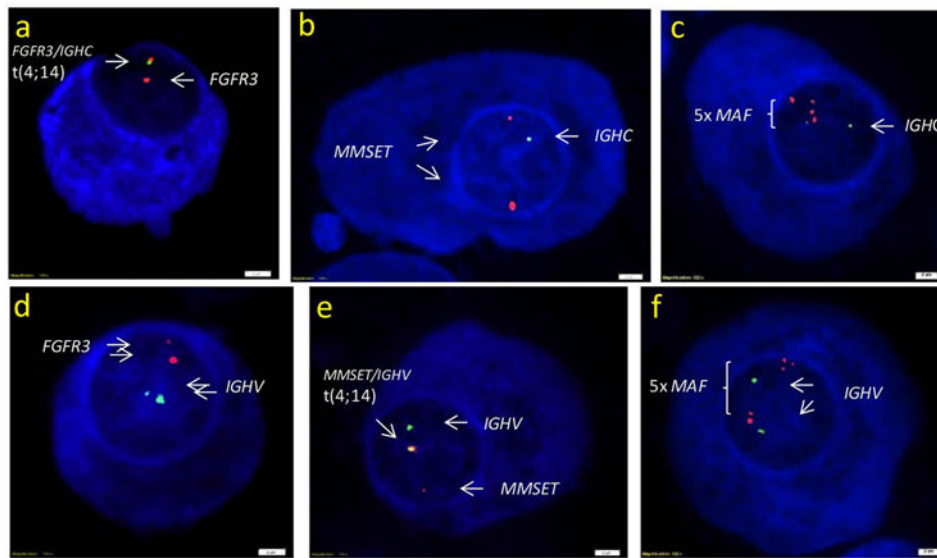 a
FGFR3/IGHC
t(4;14)
FGFR3
b
MMSET
IGHC
c
5x MAF
IGHC
d
FGFR3
IGHV
e
MMSET/IGHV
t(4;14)
IGHV
MMSET
f
5x MAF
IGHV